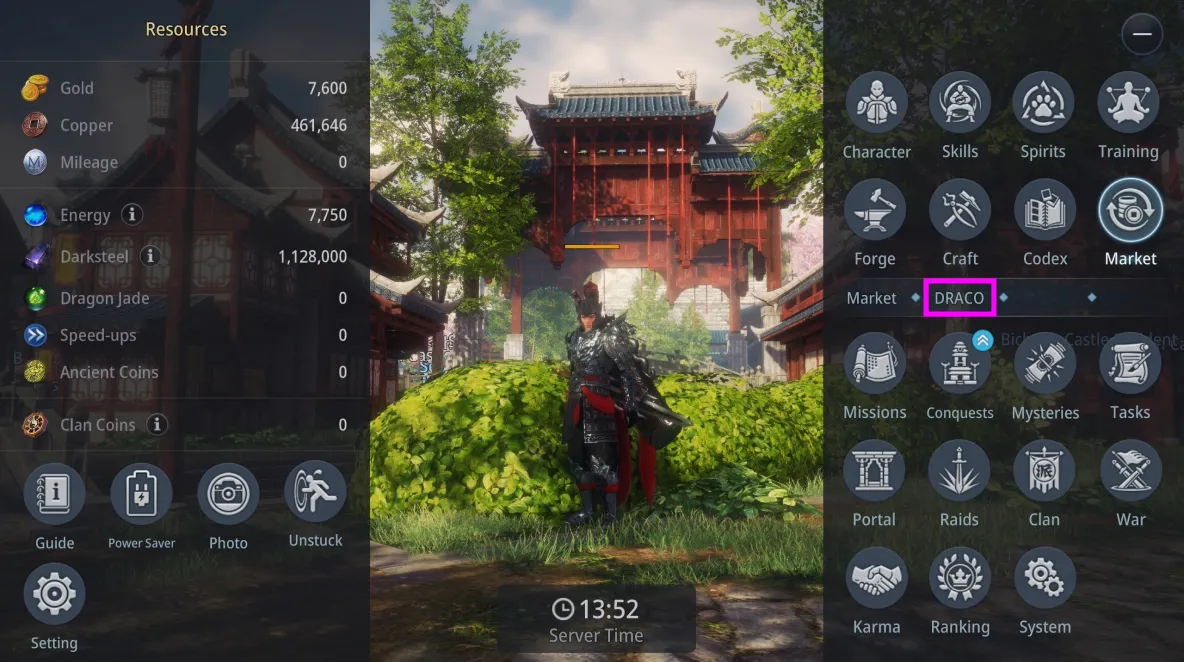 Resources
Gold 7,600
Copper 461,646
Mileage 0
Energy 7,750
Darksteel 1,128,000
Dragon Jade 0
Speed-ups 0
Ancient Coins 0
Clan Coins 0
Guide Power Saver Photo Unstuck
Setting
13:52
Server Time
Character Skills Spirits Training
Forge Craft Codex Market
Market DRACO
Missions Conquests Mysteries Tasks
Portal Raids Clan War
Karma Ranking System